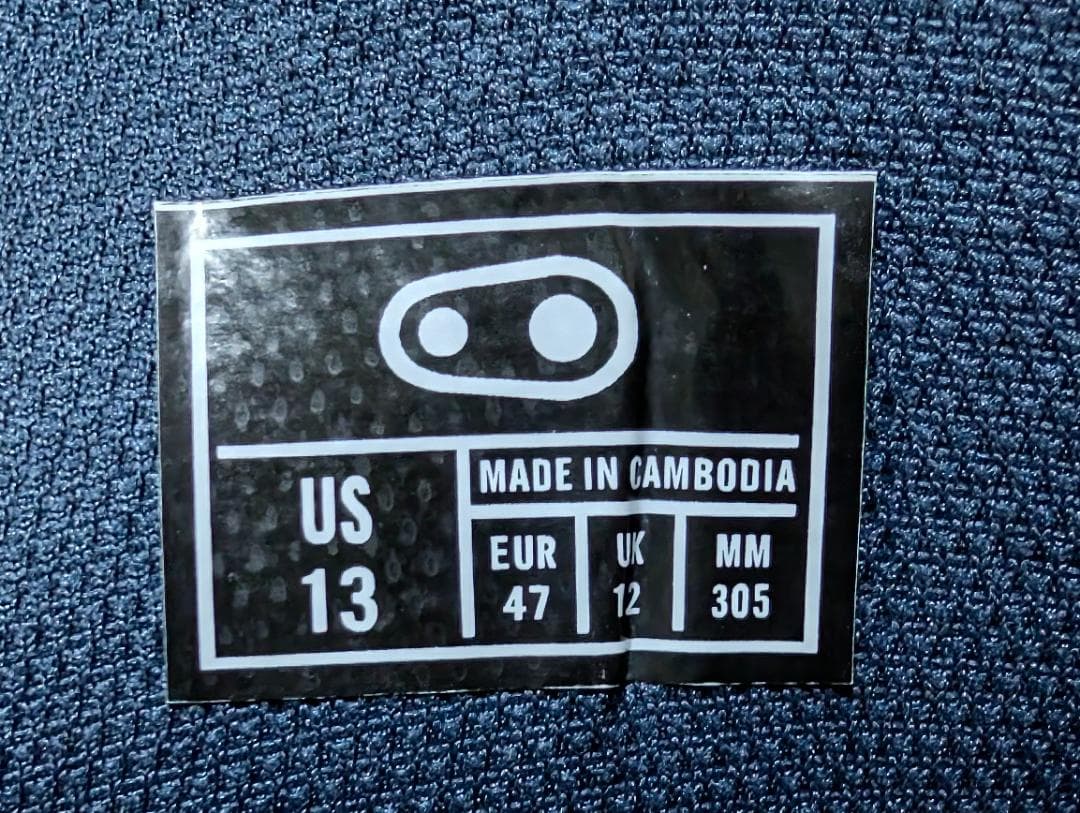 US
13
MADE IN CAMBODIA
EUR UK MM
47 12 305